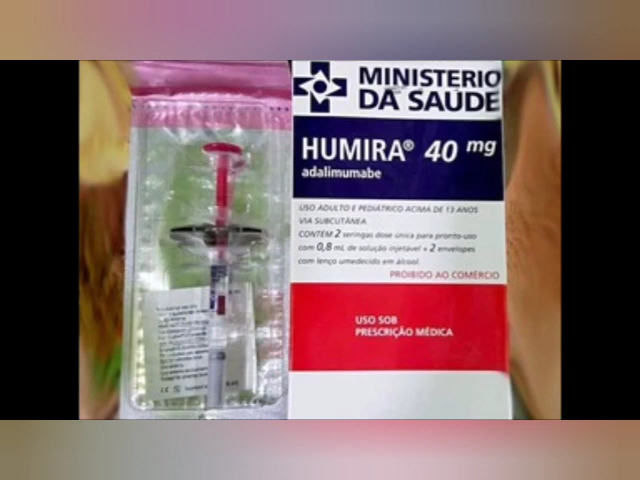 MINISTERIO
DA SAÚDE
HUMIRA® 40 mg
adalimumabe
USO ADULTO E PEDIÁTRICO ACIMA DE 13 ANOS
VIA SUBCUTÂNEA
CONTÉM 2 seringas dose única para pronto-uso
com 0,8 mL de solução injetável + 2 envelopes
com lenço umedecido em álcool.
PROIBIDO AO COMÉRCIO
USO SOB
PRESCRIÇÃO MÉDICA